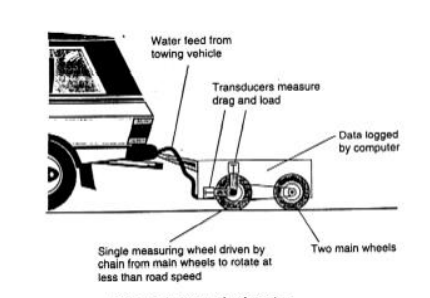 Water feed from
towing vehicle
Transducers measure
drag and load
Data logged
by computer
Single measuring wheel driven by
chain from main wheels to rotate at
less than road speed
Two main wheels